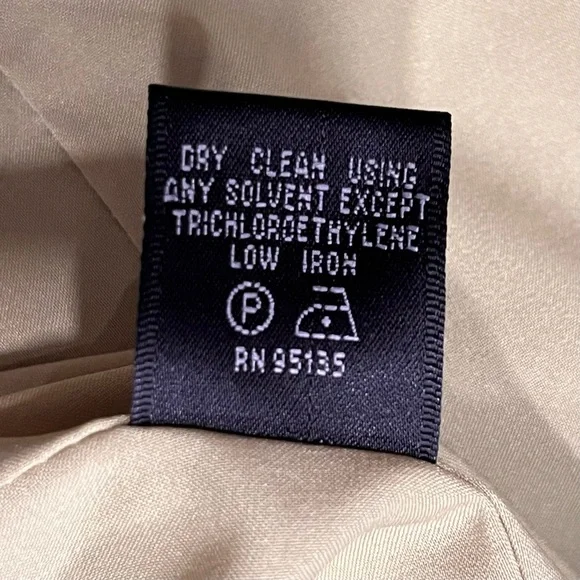 DRY CLEAN USING
ANY SOLVENT EXCEPT
TRICHLOROETHYLENE
LOW IRON
P
RN 95135